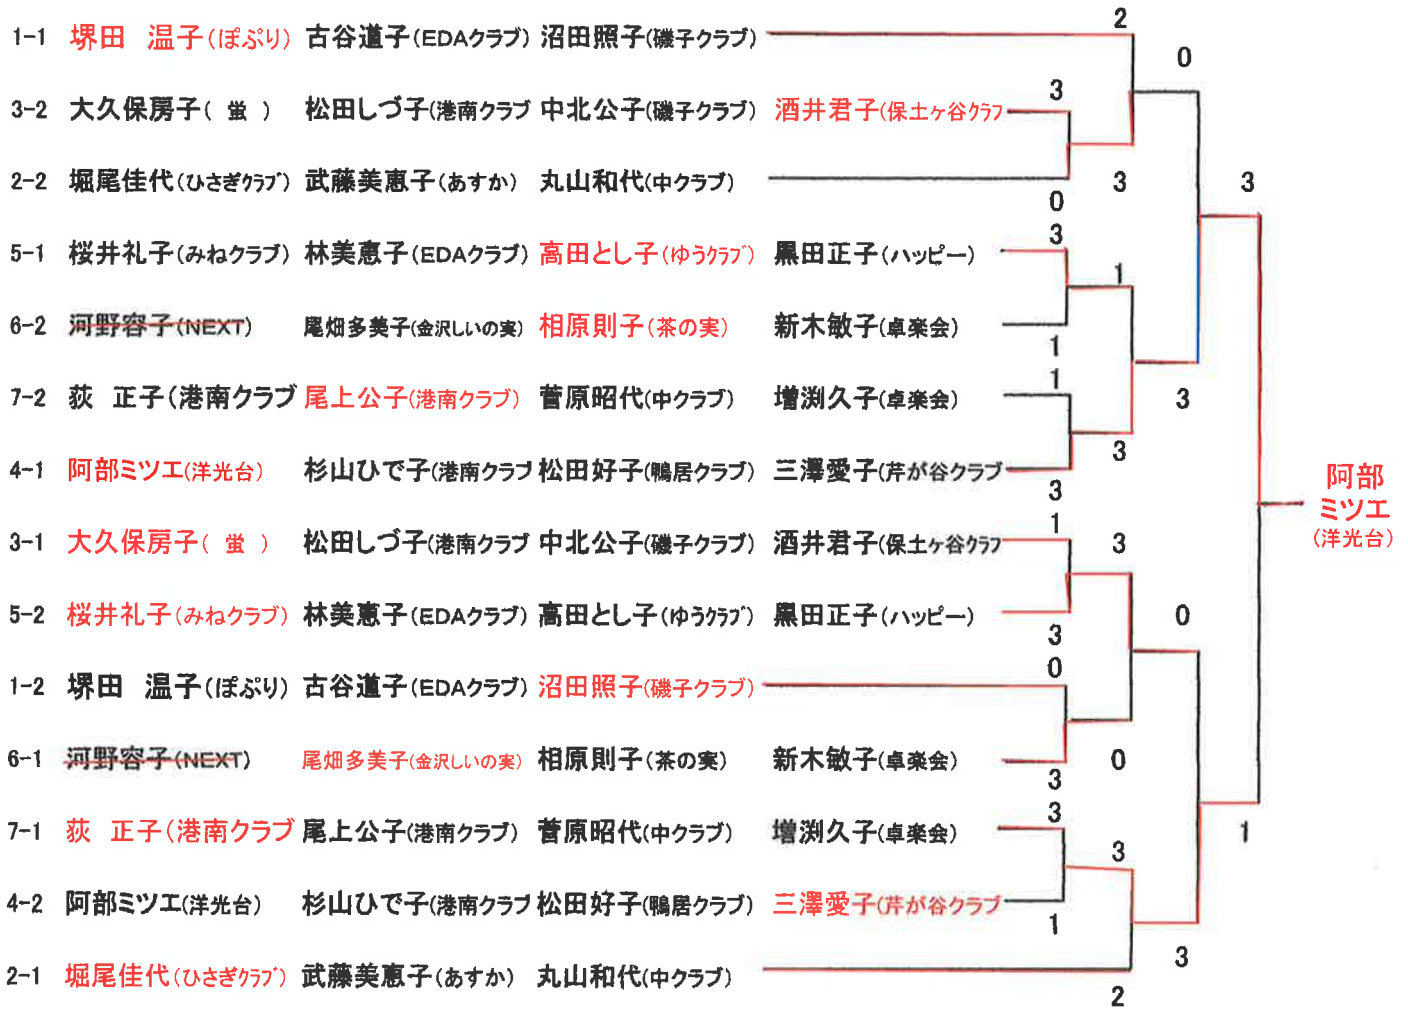 1-1 堺田 温子(ぽぷり) 古谷道子(EDAクラブ) 沼田照子(磯子クラブ) 2
0
3-2 大久保房子( 蛍 ) 松田しづ子(港南クラブ 中北公子(磯子クラブ) 酒井君子(保土ヶ谷クラブ 3
2-2 堀尾佳代(ひさぎクラブ) 武藤美恵子(あすか) 丸山和代(中クラブ) 3 3
0
3
5-1 桜井礼子(みねクラブ) 林美恵子(EDAクラブ) 高田とし子(ゆうクラブ) 黒田正子(ハッピー) 1
6-2 河野容子(NEXT) 尾畑多美子(金沢しいの実) 相原則子(茶の実) 新木敏子(卓楽会)
1
1
7-2 荻 正子(港南クラブ 尾上公子(港南クラブ) 菅原昭代(中クラブ) 増渕久子(卓楽会) 3
3
4-1 阿部ミツエ(洋光台) 杉山ひで子(港南クラブ 松田好子(鴨居クラブ) 三澤愛子(芹が谷クラブ
3
阿部
ミツエ
(洋光台)
1
3-1 大久保房子( 蛍 ) 松田しづ子(港南クラブ 中北公子(磯子クラブ) 酒井君子(保土ヶ谷クラブ 3
5-2 桜井礼子(みねクラブ) 林美恵子(EDAクラブ) 高田とし子(ゆうクラブ) 黒田正子(ハッピー) 0
3
0
1-2 堺田 温子(ぽぷり) 古谷道子(EDAクラブ) 沼田照子(磯子クラブ)
6-1 河野容子(NEXT) 尾畑多美子(金沢しいの実) 相原則子(茶の実) 新木敏子(卓楽会) 0
3
3
7-1 荻 正子(港南クラブ 尾上公子(港南クラブ) 菅原昭代(中クラブ) 増渕久子(卓楽会) 1
3
4-2 阿部ミツエ(洋光台) 杉山ひで子(港南クラブ 松田好子(鴨居クラブ) 三澤愛子(芹が谷クラブ
1
3
2-1 堀尾佳代(ひさぎクラブ) 武藤美恵子(あすか) 丸山和代(中クラブ)
2